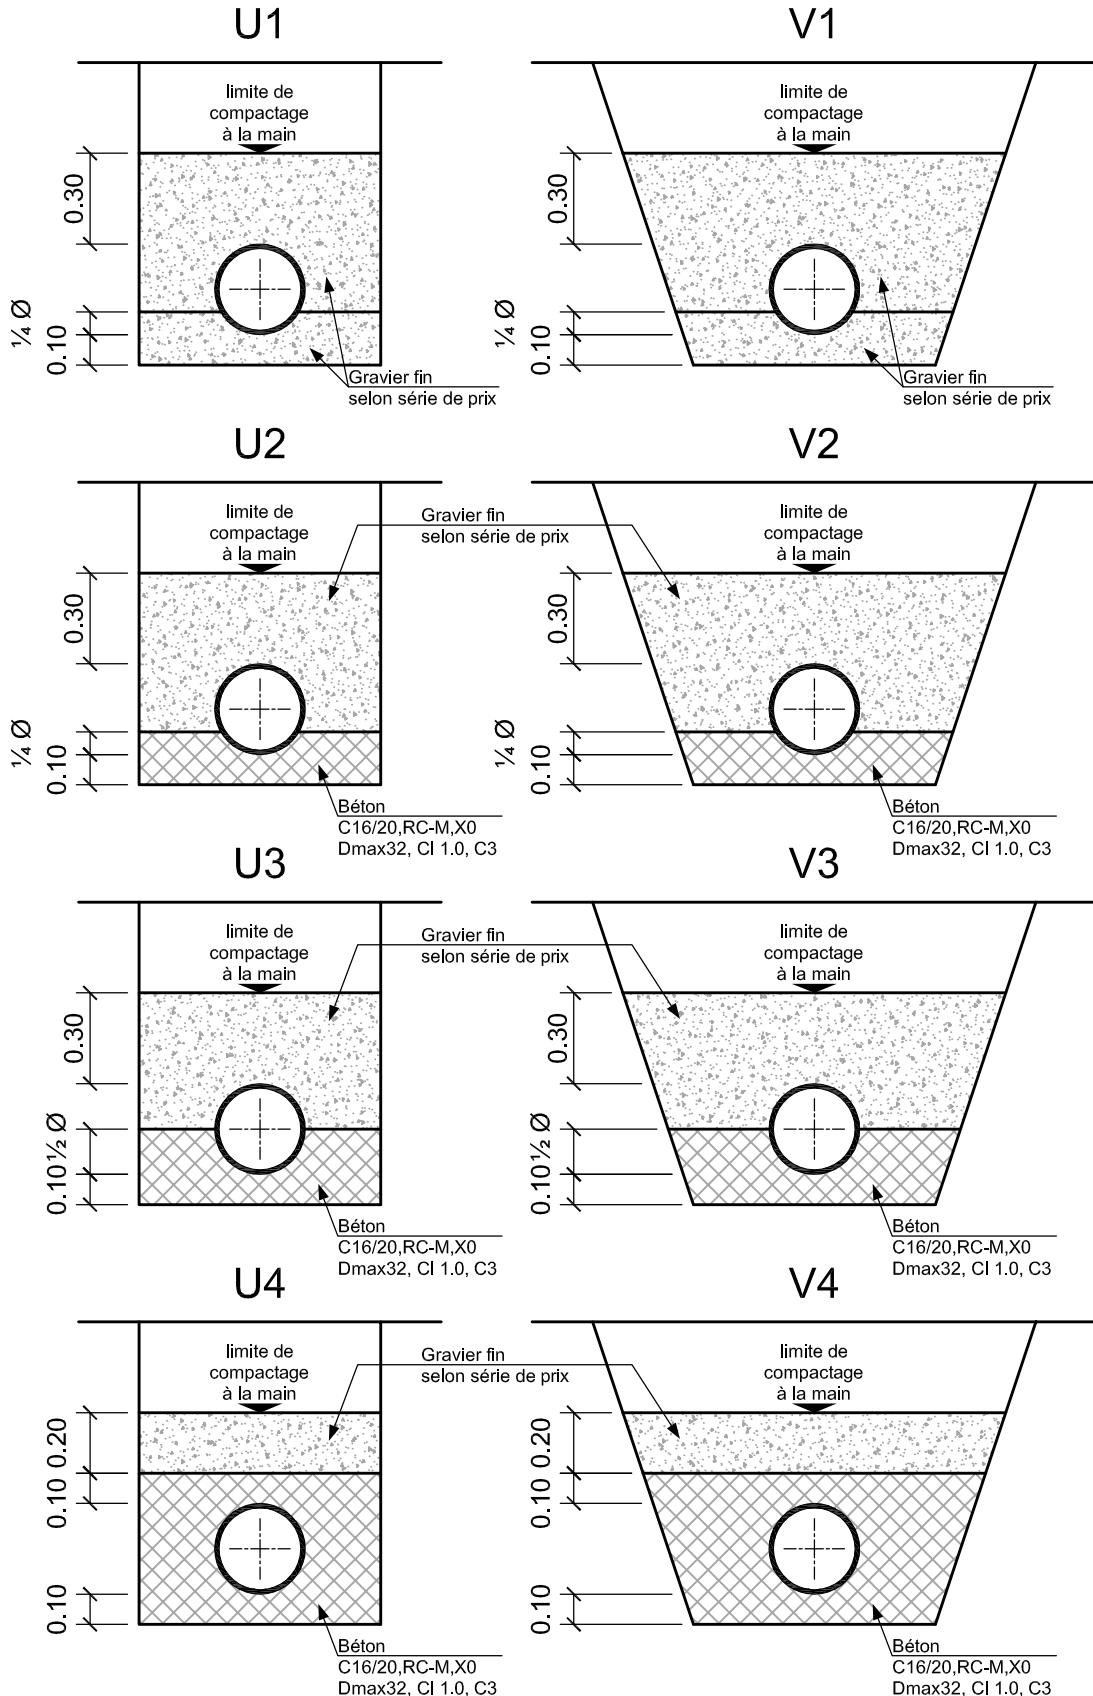 U1
V1
limite de
compactage
à la main
limite de
compactage
à la main
0.30
0.30
¼ Ø
¼ Ø
0.10
0.10
Gravier fin
selon série de prix
Gravier fin
selon série de prix
U2
V2
limite de
compactage
à la main
Gravier fin
selon série de prix
limite de
compactage
à la main
0.30
0.30
¼ Ø
¼ Ø
0.10
0.10
Béton
C16/20,RC-M,X0
Dmax32, Cl 1.0, C3
Béton
C16/20,RC-M,X0
Dmax32, Cl 1.0, C3
U3
V3
limite de
compactage
à la main
Gravier fin
selon série de prix
limite de
compactage
à la main
0.30
0.30
½ Ø
½ Ø
0.10
0.10
Béton
C16/20,RC-M,X0
Dmax32, Cl 1.0, C3
Béton
C16/20,RC-M,X0
Dmax32, Cl 1.0, C3
U4
V4
limite de
compactage
à la main
Gravier fin
selon série de prix
limite de
compactage
à la main
0.20
0.20
0.10
0.10
0.10
0.10
Béton
C16/20,RC-M,X0
Dmax32, Cl 1.0, C3
Béton
C16/20,RC-M,X0
Dmax32, Cl 1.0, C3